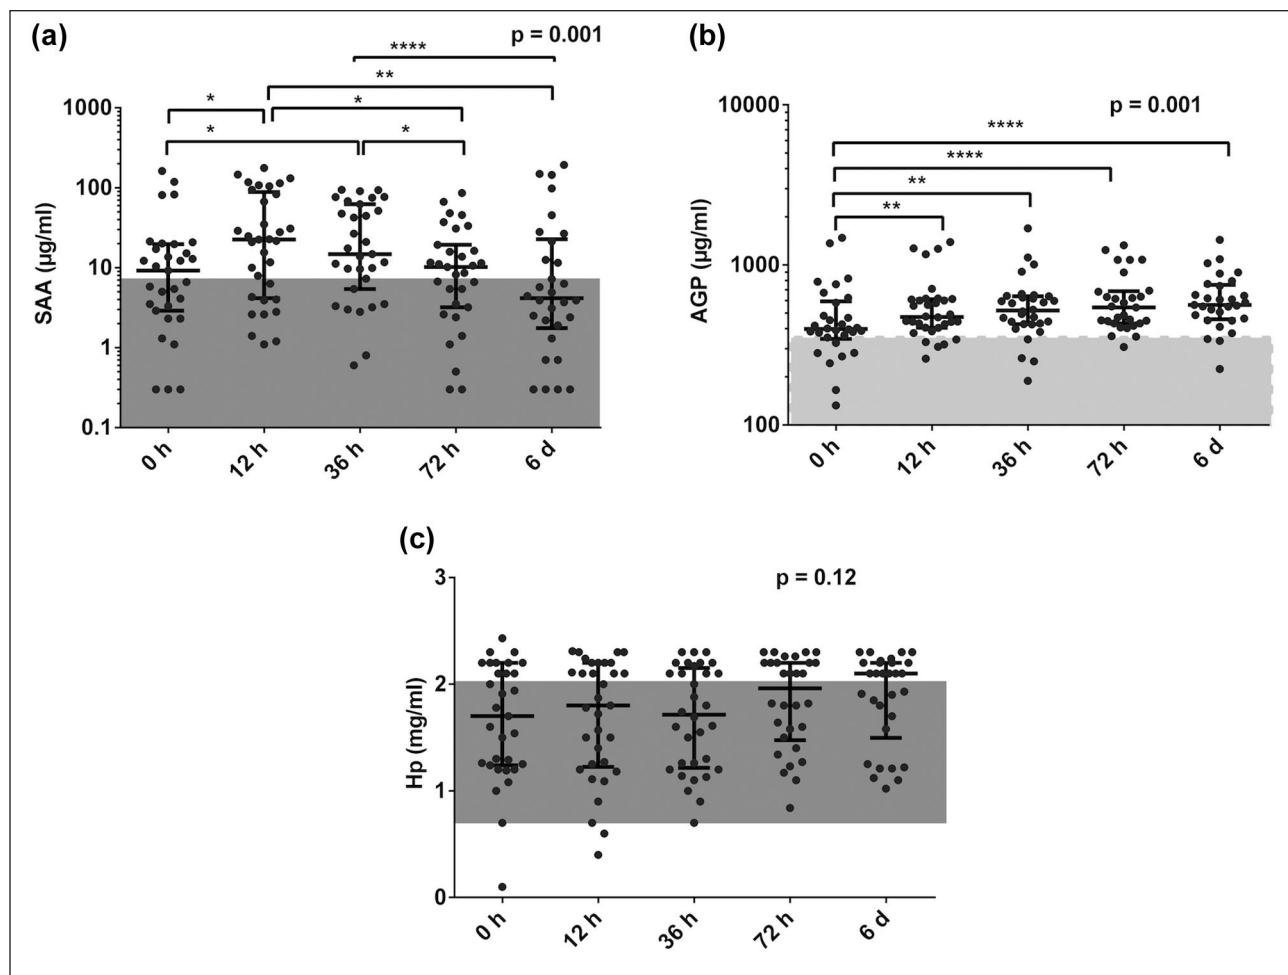 (a)
p = 0.001
****
**
*
*
*
*
1000
100
10
1
0.1
SAA (µg/ml)
0 h
12 h
36 h
72 h
6 d
(b)
p = 0.001
****
****
**
**
10000
1000
100
AGP (µg/ml)
0 h
12 h
36 h
72 h
6 d
(c)
p = 0.12
3
2
1
0
Hp (mg/ml)
0 h
12 h
36 h
72 h
6 d